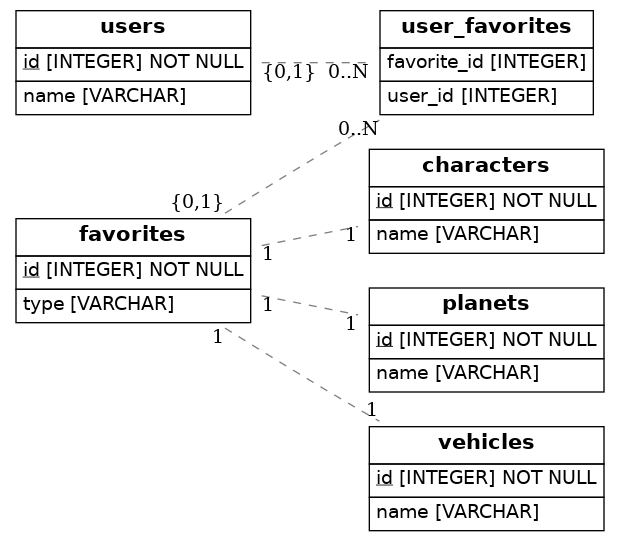 users
id [INTEGER] NOT NULL
name [VARCHAR]
{0,1} 0..N
user_favorites
favorite_id [INTEGER]
user_id [INTEGER]
0..N
{0,1}
favorites
id [INTEGER] NOT NULL
type [VARCHAR]
1
1
characters
id [INTEGER] NOT NULL
name [VARCHAR]
1
1
planets
id [INTEGER] NOT NULL
name [VARCHAR]
1
1
vehicles
id [INTEGER] NOT NULL
name [VARCHAR]